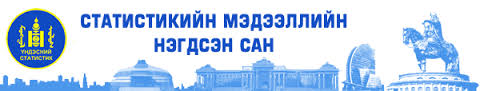 СТАТИСТИКИЙН МЭДЭЭЛЛИЙН
НЭГДСЭН САН
ҮНДЭСНИЙ
СТАТИСТИК